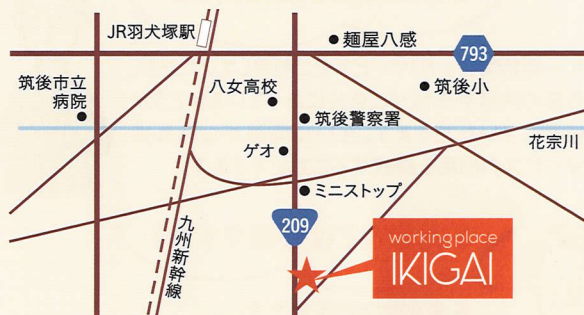 JR羽犬塚駅
麺屋八感
793
筑後市立
病院
八女高校
筑後小
筑後警察署
花宗川
ゲオ
ミニストップ
209
九州新幹線
working place
IKIGAI